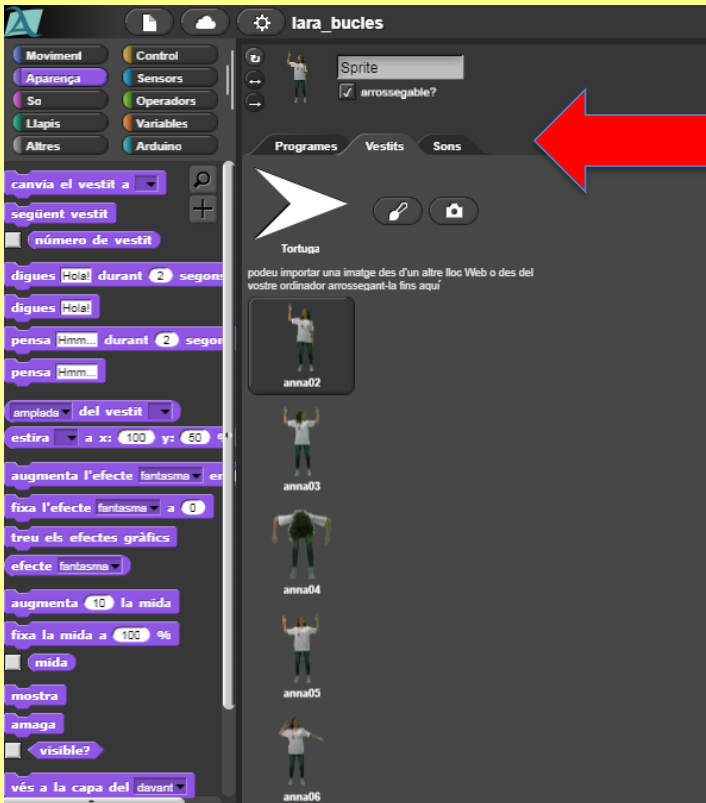 lara_bucles
Moviment Control
Aparença Sensors
So Operadors
Llapis Variables
Altres Arduino
Sprite
arrossegable?
Programes Vestits Sons
canvia el vestit a
següent vestit
número de vestit
digues Hola! durant 2 segons
digues Hola!
pensa Hmm... durant 2 segon
pensa Hmm...
amplada del vestit
estira a x: 100 y: 50 %
augmenta l'efecte fantasma en
fixa l'efecte fantasma a 0
treu els efectes gràfics
efecte fantasma
augmenta 10 la mida
fixa la mida a 100 %
mida
mostra
amaga
visible?
vés a la capa del davant
Tortuga
podeu importar una imatge des d'un altre lloc Web o des del
vostre ordinador arrossegant-la fins aquí
anna02
anna03
anna04
anna05
anna06